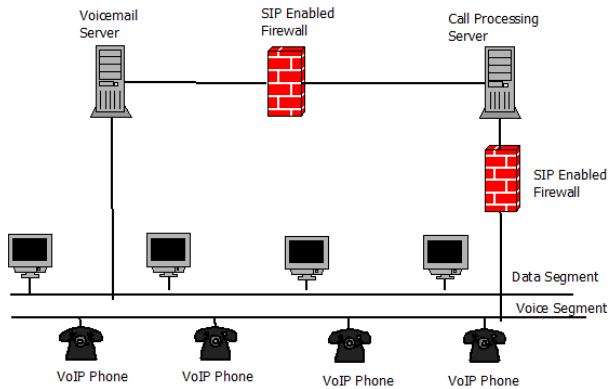 Voicemail
Server
SIP Enabled
Firewall
Call Processing
Server
SIP Enabled
Firewall
Data Segment
Voice Segment
VoIP Phone
VoIP Phone
VoIP Phone
VoIP Phone